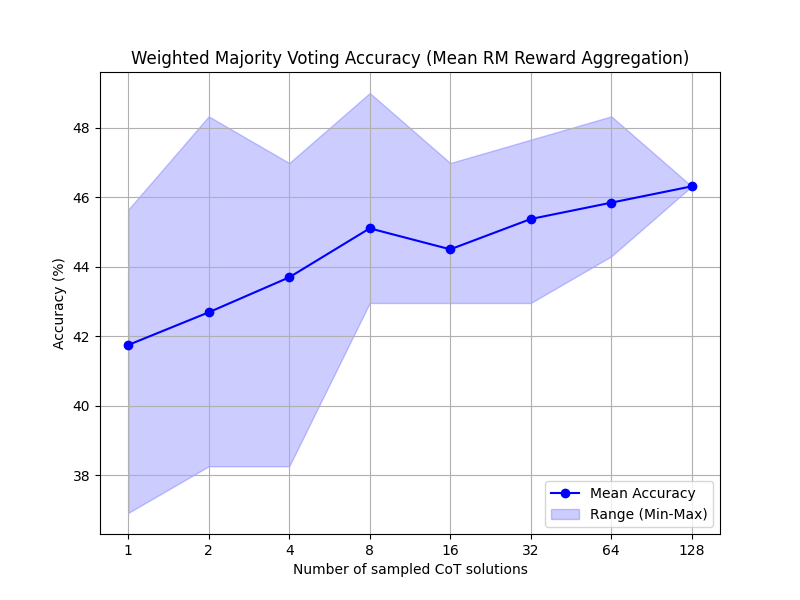 Weighted Majority Voting Accuracy (Mean RM Reward Aggregation)
Accuracy (%)
48
46
44
42
40
38
Mean Accuracy
Range (Min-Max)
1 2 4 8 16 32 64 128
Number of sampled CoT solutions